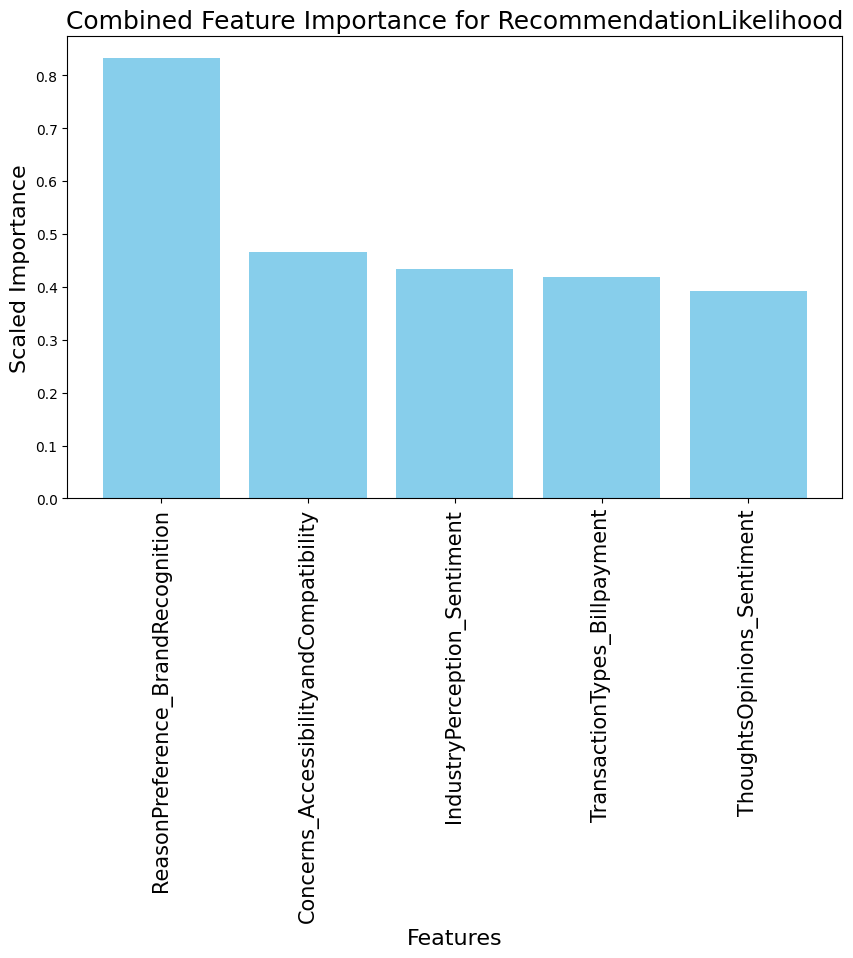 Combined Feature Importance for RecommendationLikelihood
Scaled Importance
0.8
0.7
0.6
0.5
0.4
0.3
0.2
0.1
0.0
ReasonPreference_BrandRecognition
Concerns_AccessibilityandCompatibility
IndustryPerception_Sentiment
TransactionTypes_Billpayment
ThoughtsOpinions_Sentiment
Features